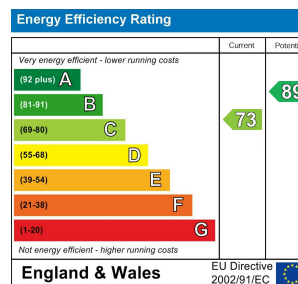 Energy Efficiency Rating
Current
Very energy efficient - lower running costs
(92 plus) A
(81-91) B
(69-80) C
(55-68) D
(39-54) E
(21-38) F
(1-20) G
73
89
Not energy efficient - higher running costs
England & Wales
EU Directive
2002/91/EC